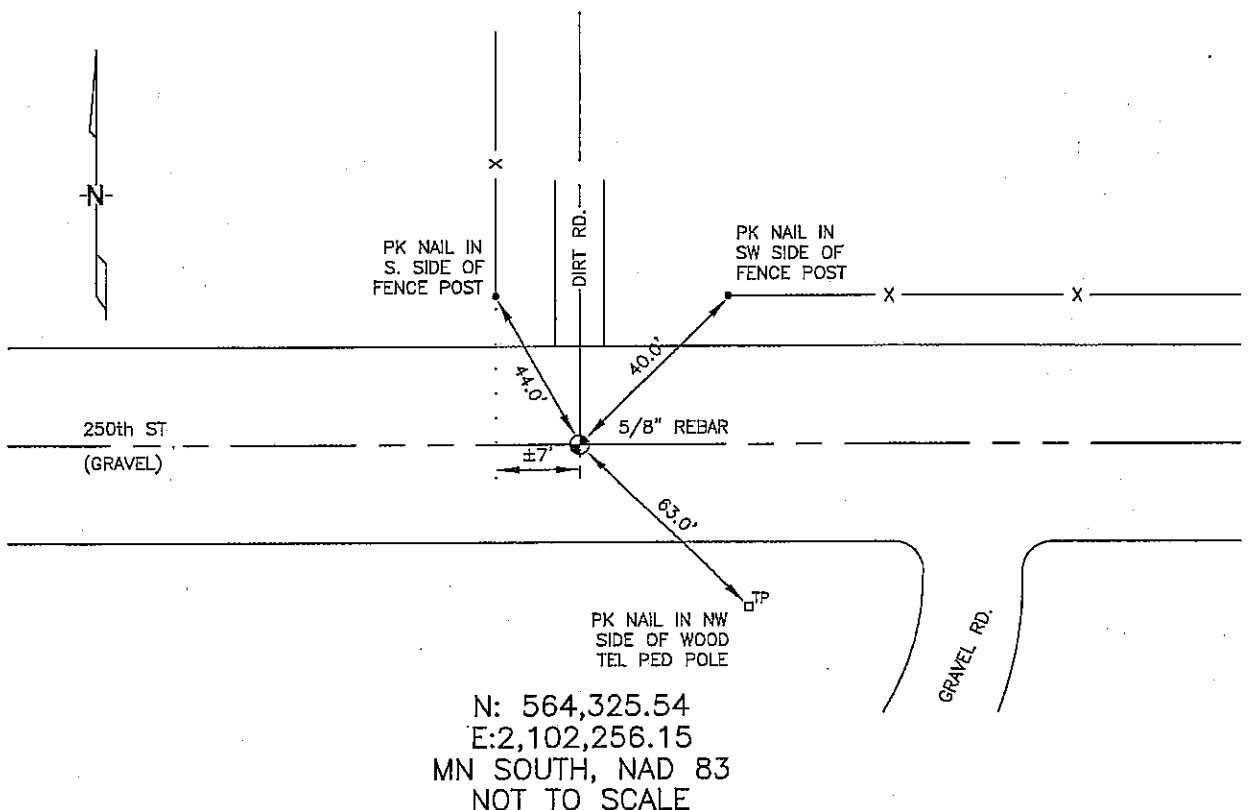 N
X
PK NAIL IN
S. SIDE OF
FENCE POST
DIRT RD.
PK NAIL IN
SW SIDE OF
FENCE POST
X X
44.0'
40.0'
250th ST
(GRAVEL)
5/8" REBAR
±7'
63.0'
TP
PK NAIL IN NW
SIDE OF WOOD
TEL PED POLE
GRAVEL RD.
N: 564,325.54
E:2,102,256.15
MN SOUTH, NAD 83
NOT TO SCALE